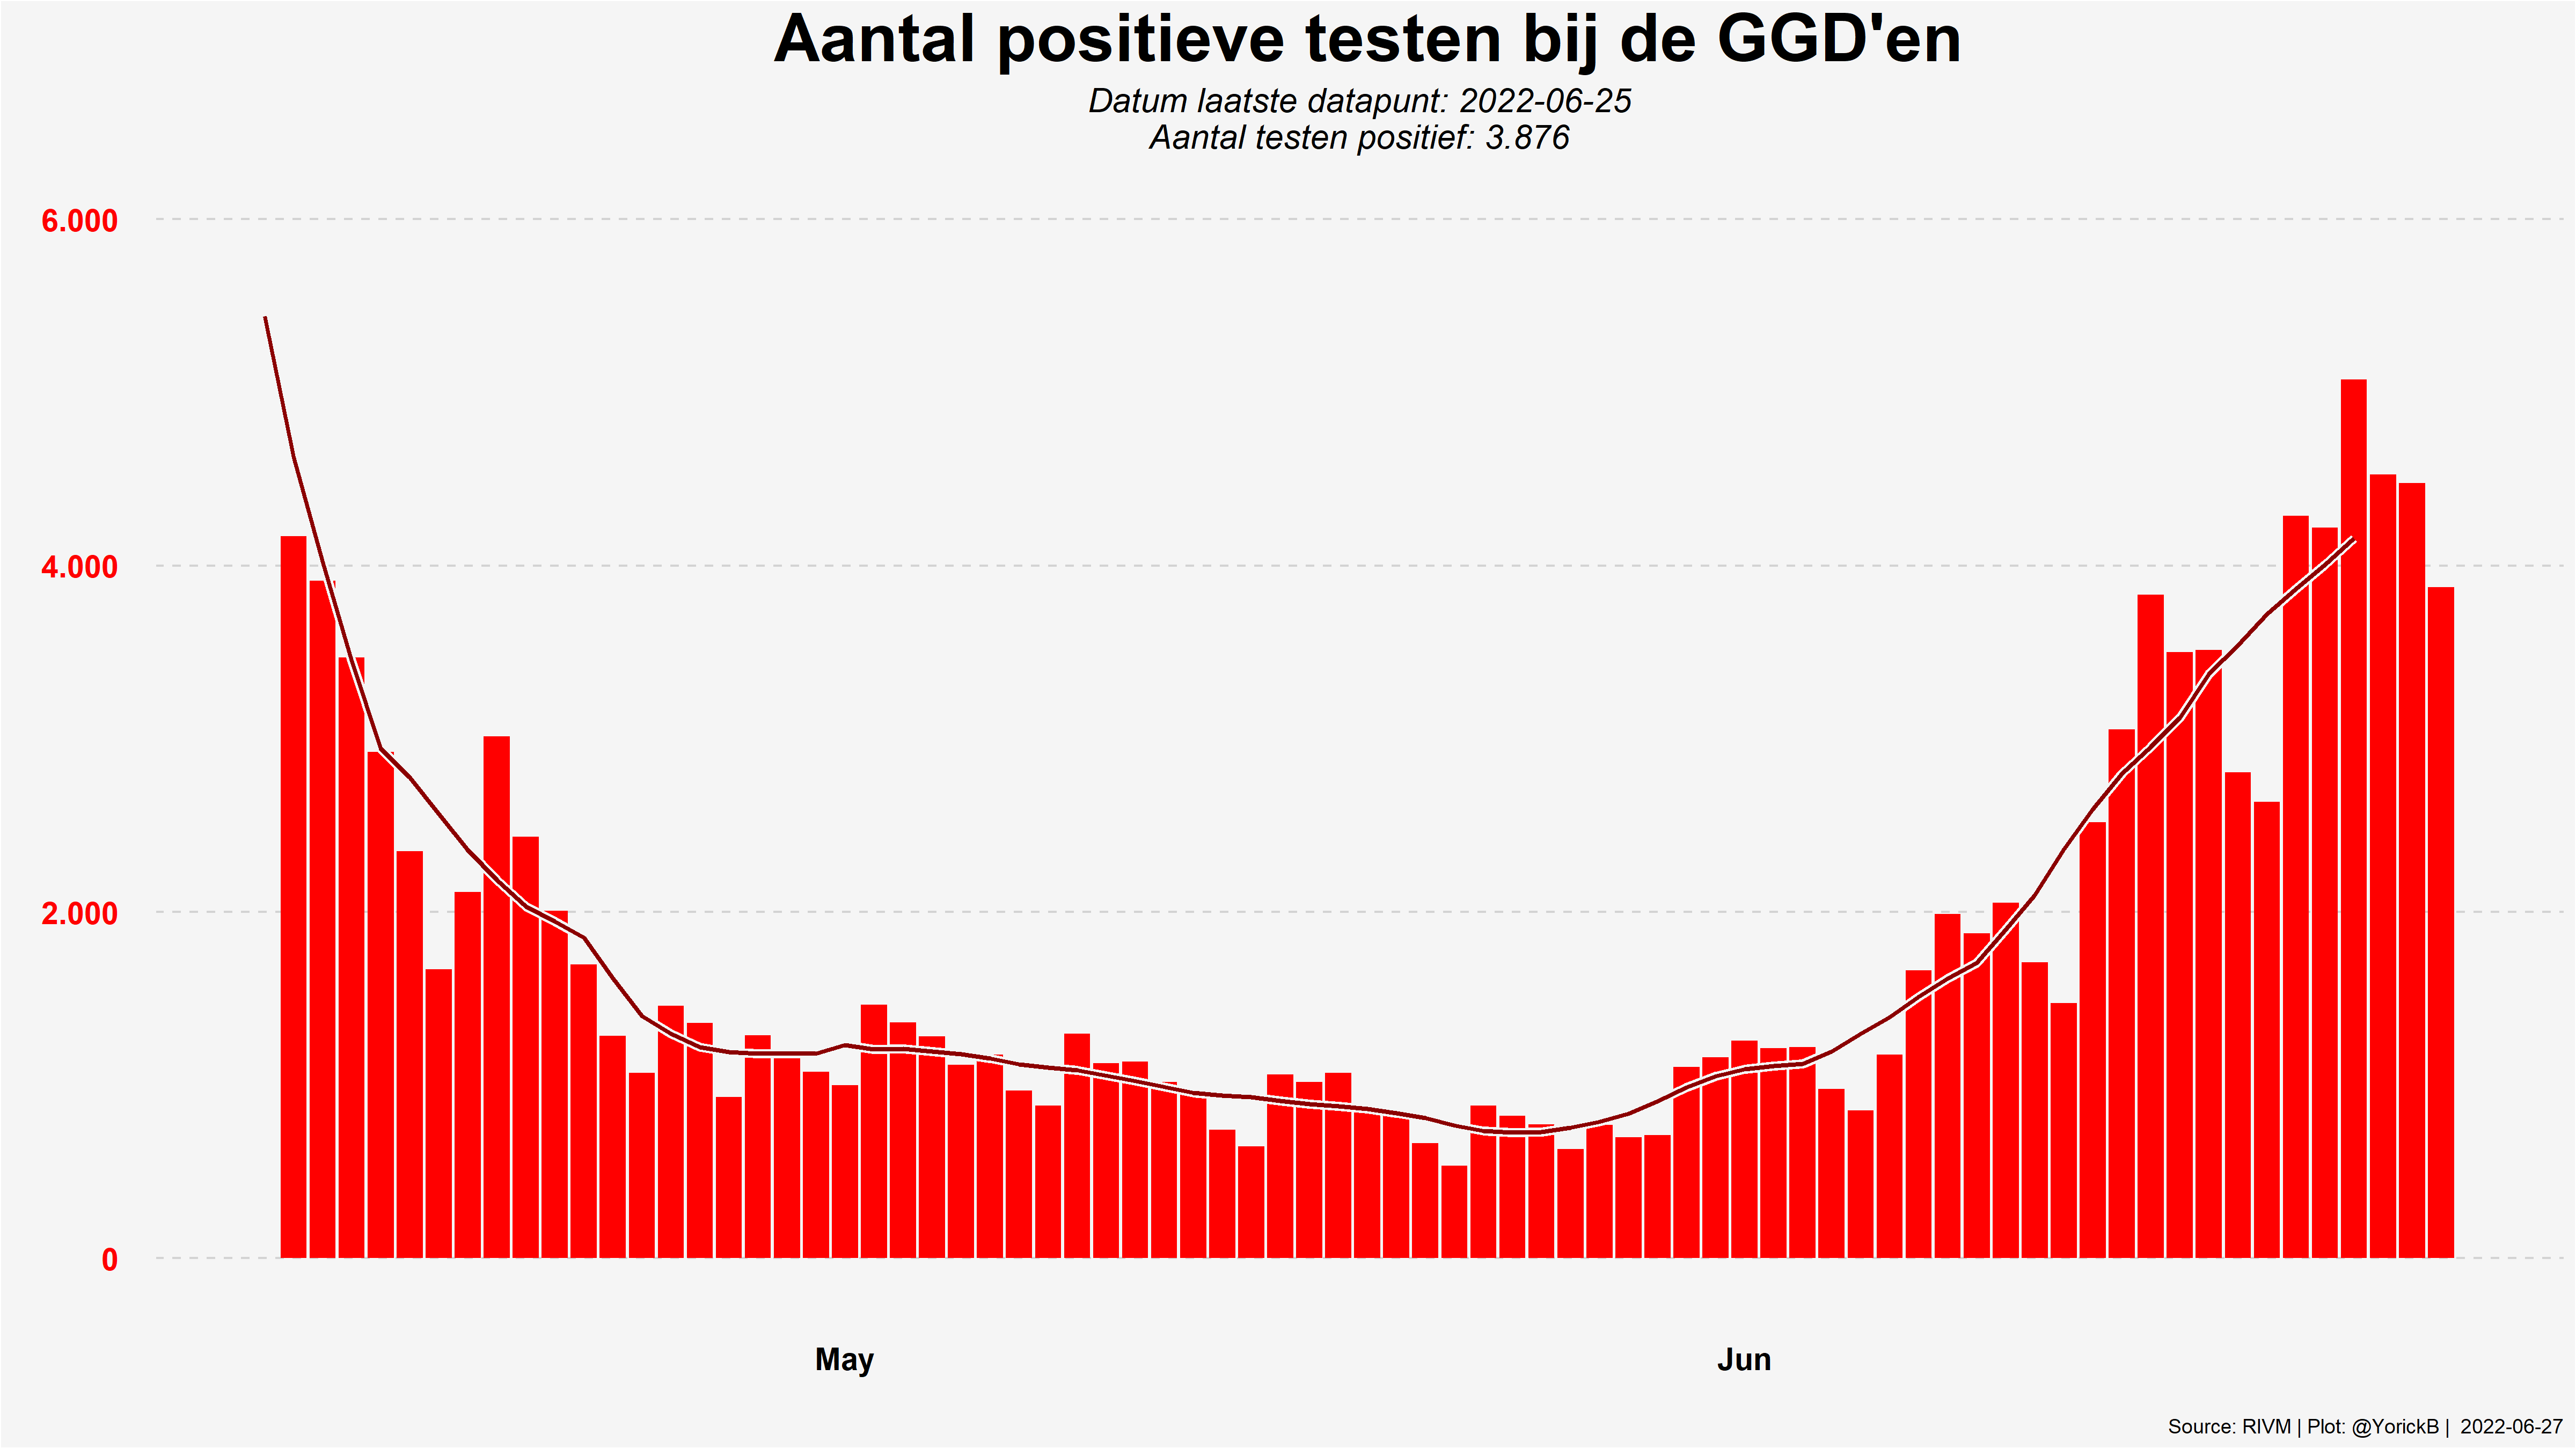 Aantal positieve testen bij de GGD'en
Datum laatste datapunt: 2022-06-25
Aantal testen positief: 3.876
6.000
4.000
2.000
0
May
Jun
Source: RIVM | Plot: @YorickB | 2022-06-27